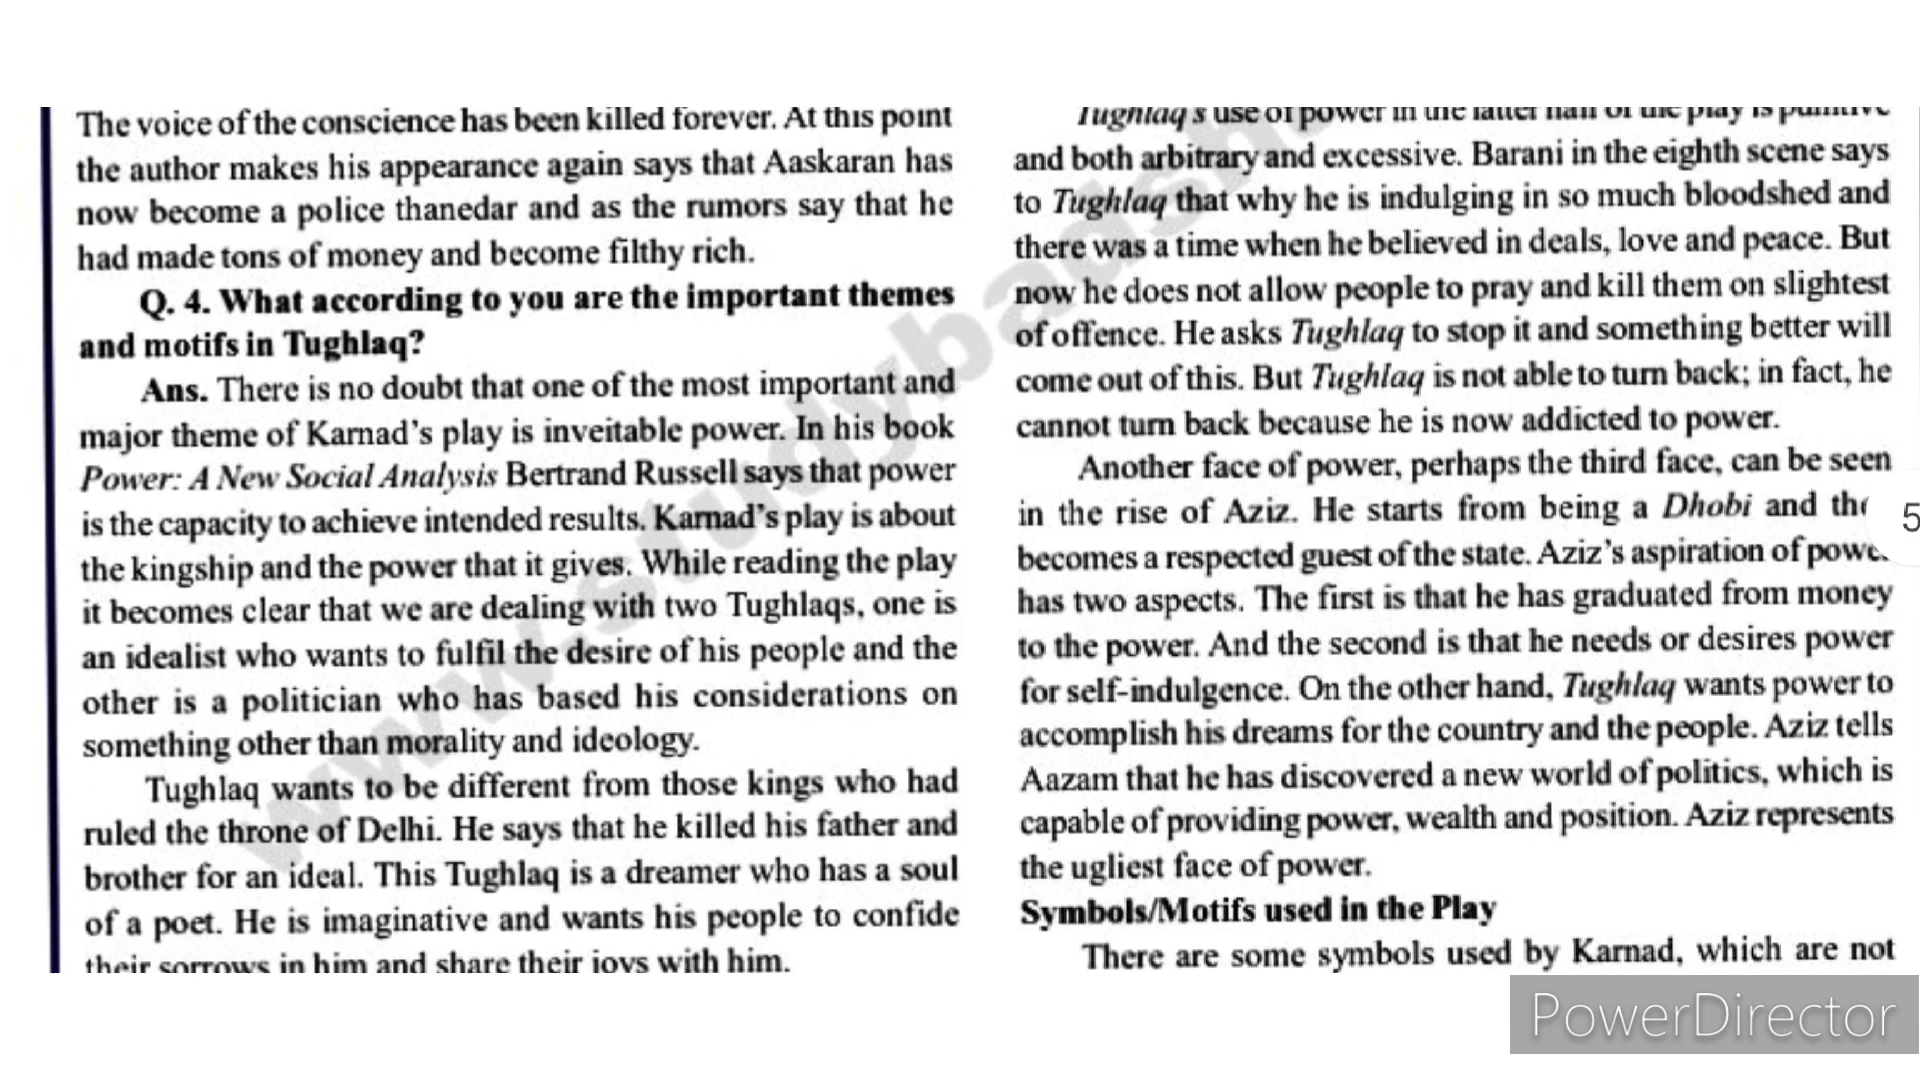 The voice of the conscience has been killed forever. At this point
the author makes his appearance again says that Aaskaran has
now become a police thanedar and as the rumors say that he
had made tons of money and become filthy rich.
Q. 4. What according to you are the important themes
and motifs in Tughlaq?
Ans. There is no doubt that one of the most important and
major theme of Karnad's play is inveitable power. In his book
Power: A New Social Analysis Bertrand Russell says that power
is the capacity to achieve intended results. Karnad's play is about
the kingship and the power that it gives. While reading the play
it becomes clear that we are dealing with two Tughlaqs, one is
an idealist who wants to fulfil the desire of his people and the
other is a politician who has based his considerations on
something other than morality and ideology.
Tughlaq wants to be different from those kings who had
ruled the throne of Delhi. He says that he killed his father and
brother for an ideal. This Tughlaq is a dreamer who has a soul
of a poet. He is imaginative and wants his people to confide
their sorrows in him and share their joys with him.
Tughlaq's use of power in the latter half of the play is punitive
and both arbitrary and excessive. Barani in the eighth scene says
to Tughlaq that why he is indulging in so much bloodshed and
there was a time when he believed in deals, love and peace. But
now he does not allow people to pray and kill them on slightest
of offence. He asks Tughlaq to stop it and something better will
come out of this. But Tughlaq is not able to turn back; in fact, he
cannot turn back because he is now addicted to power.
Another face of power, perhaps the third face, can be seen
in the rise of Aziz. He starts from being a Dhobi and
becomes a respected guest of the state. Aziz's aspiration of
has two aspects. The first is that he has graduated from money
to the power. And the second is that he needs or desires power
for self-indulgence. On the other hand, Tughlaq wants power to
accomplish his dreams for the country and the people. Aziz tells
Aazam that he has discovered a new world of politics, which is
capable of providing power, wealth and position. Aziz represents
the ugliest face of power.
Symbols/Motifs used in the Play
There are some symbols used by Karnad, which are not
5
PowerDirector